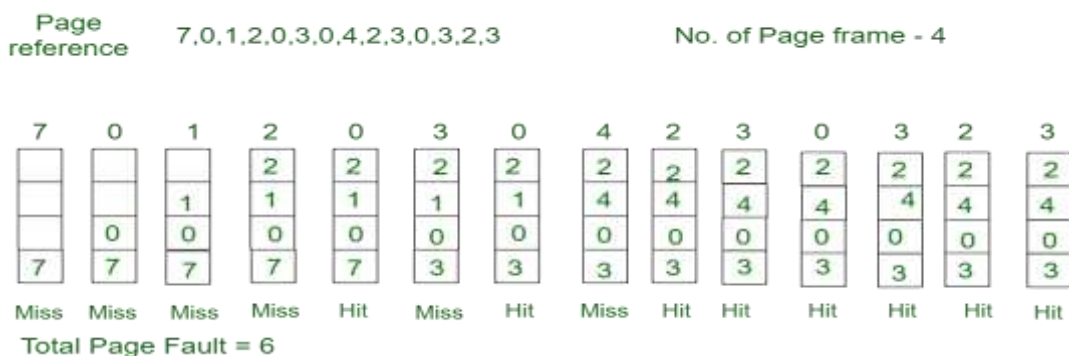 Page reference 7,0,1,2,0,3,0,4,2,3,0,3,2,3 No. of Page frame - 4
7 0 1 2 0 3 0 4 2 3 0 3 2 3
2 2 2 2 2 2 2 2 2 2 2
1 1 1 1 1 4 4 4 4 4 4 4
0 0 0 0 0 0 0 0 0 0 0 0 0
7 7 7 7 7 3 3 3 3 3 3 3 3 3
Miss Miss Miss Miss Hit Miss Hit Miss Hit Hit Hit Hit Hit Hit
Total Page Fault = 6